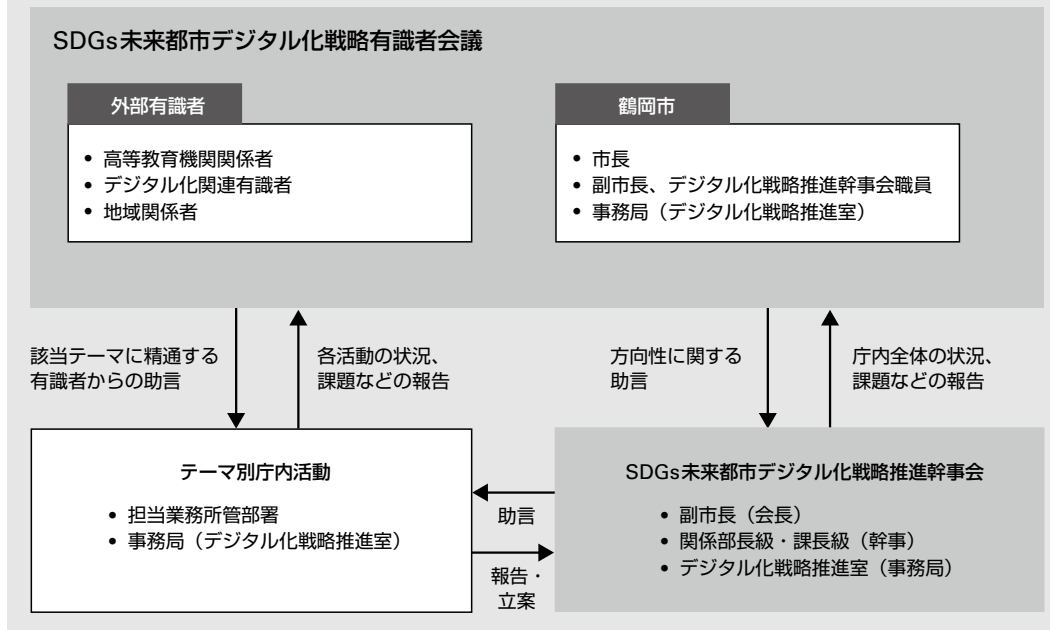 SDGs未来都市デジタル化戦略有識者会議
外部有識者
• 高等教育機関関係者
• デジタル化関連有識者
• 地域関係者
鶴岡市
• 市長
• 副市長、デジタル化戦略推進幹事会職員
• 事務局（デジタル化戦略推進室）
該当テーマに精通する
有識者からの助言
各活動の状況、
課題などの報告
方向性に関する
助言
庁内全体の状況、
課題などの報告
テーマ別庁内活動
• 担当業務所管部署
• 事務局（デジタル化戦略推進室）
助言
報告・
立案
SDGs未来都市デジタル化戦略推進幹事会
• 副市長（会長）
• 関係部長級・課長級（幹事）
• デジタル化戦略推進室（事務局）